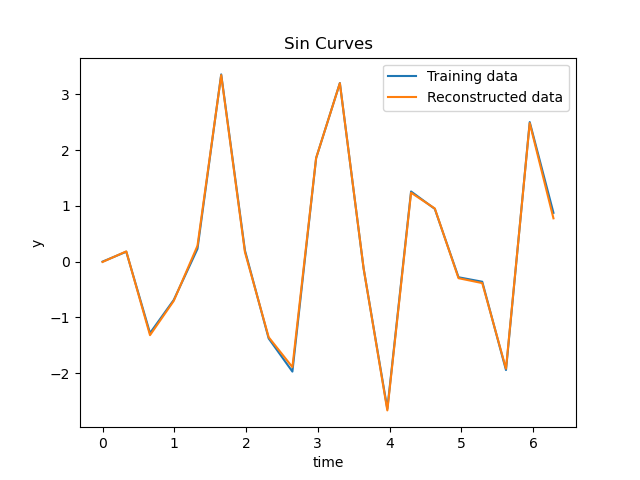 Sin Curves
Training data
Reconstructed data
3
2
1
0
−1
−2
y
0 1 2 3 4 5 6
time